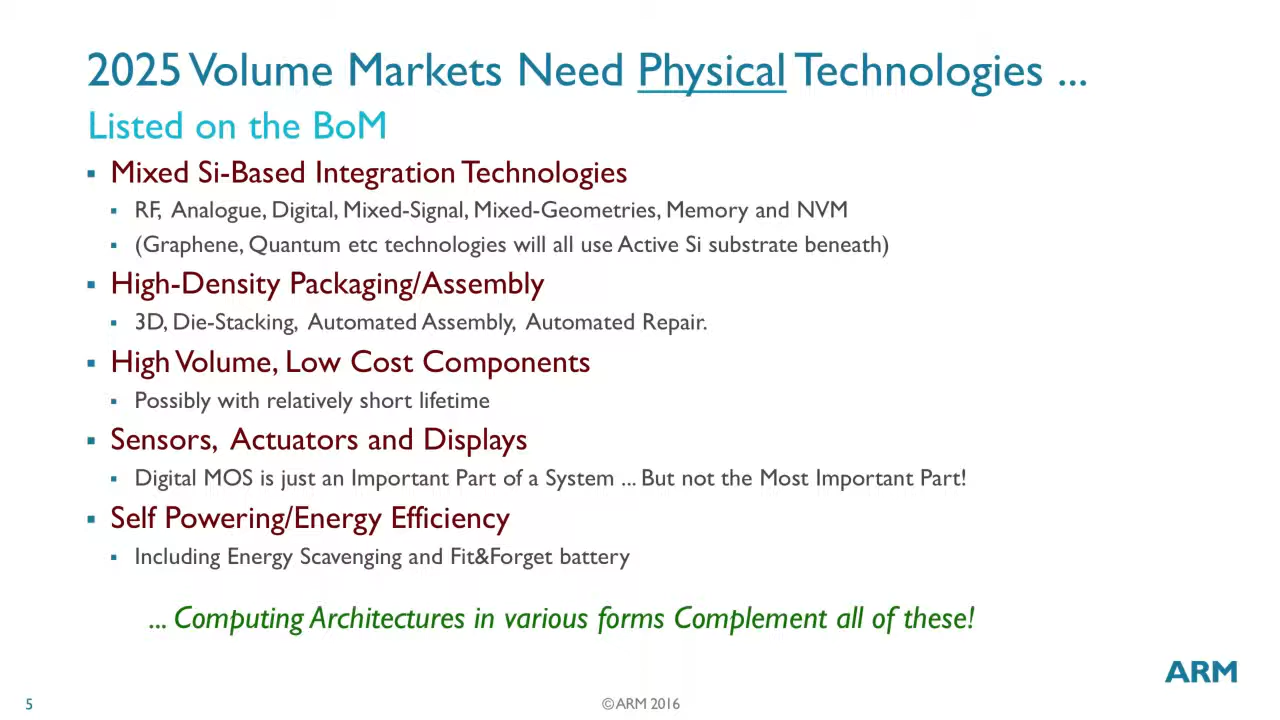 2025 Volume Markets Need Physical Technologies ...
Listed on the BoM
▪ Mixed Si-Based Integration Technologies
▪ RF, Analogue, Digital, Mixed-Signal, Mixed-Geometries, Memory and NVM
▪ (Graphene, Quantum etc technologies will all use Active Si substrate beneath)
▪ High-Density Packaging/Assembly
▪ 3D, Die-Stacking, Automated Assembly, Automated Repair.
▪ High Volume, Low Cost Components
▪ Possibly with relatively short lifetime
▪ Sensors, Actuators and Displays
▪ Digital MOS is just an Important Part of a System ... But not the Most Important Part!
▪ Self Powering/Energy Efficiency
▪ Including Energy Scavenging and Fit&Forget battery
... Computing Architectures in various forms Complement all of these!
ARM
5
© ARM 2016